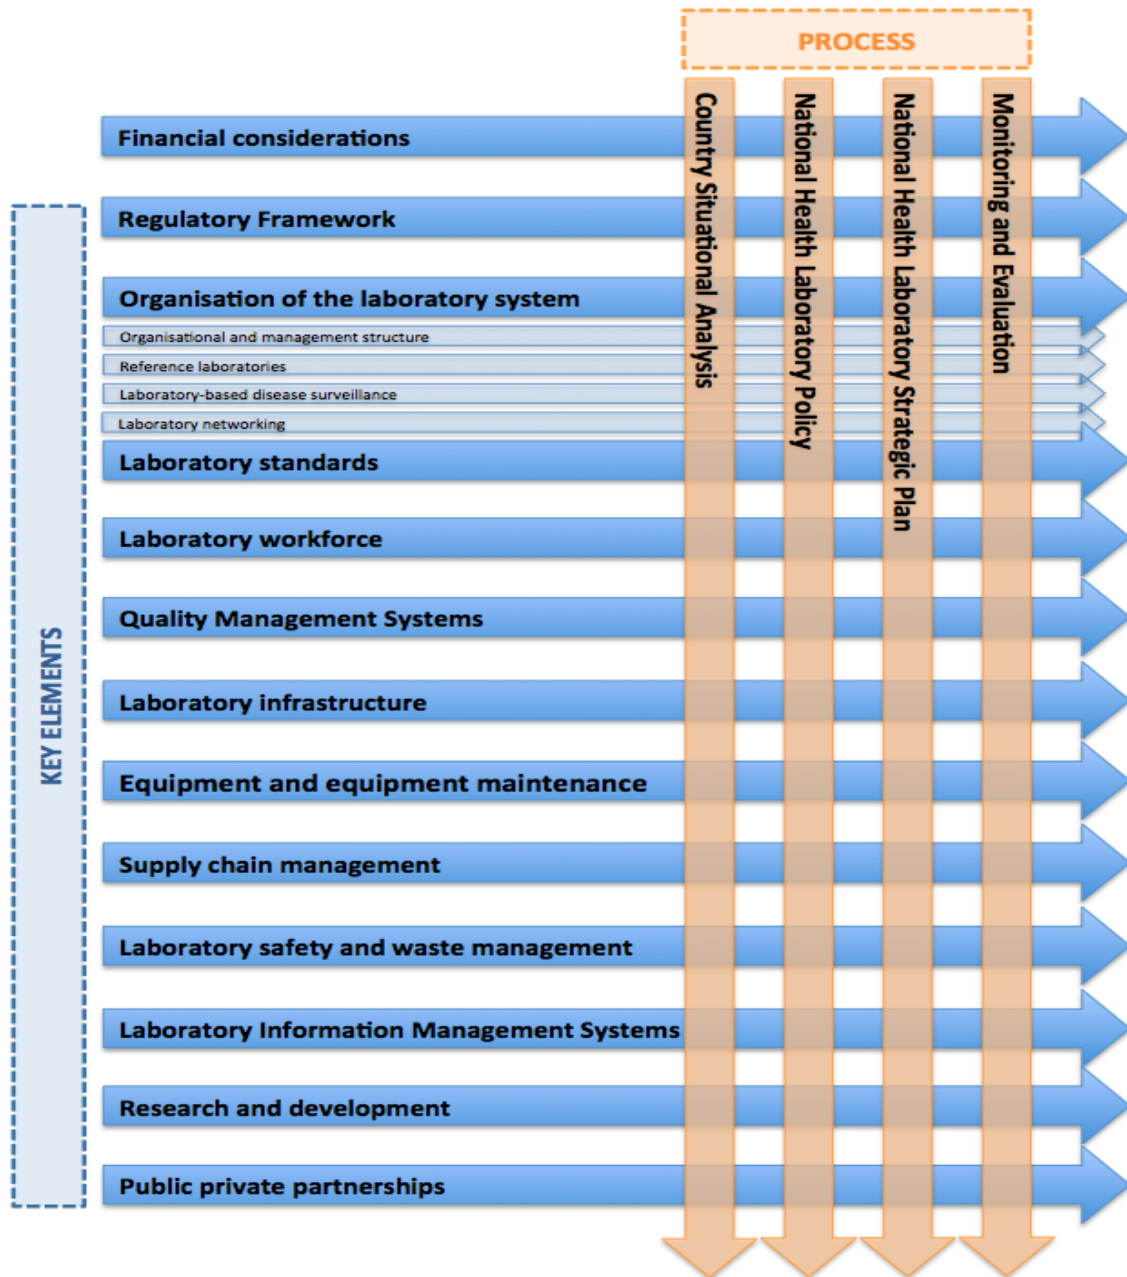 PROCESS
Country Situational Analysis
National Health Laboratory Policy
National Health Laboratory Strategic Plan
Monitoring and Evaluation
KEY ELEMENTS
Financial considerations
Regulatory Framework
Organisation of the laboratory system
Organisational and management structure
Reference laboratories
Laboratory-based disease surveillance
Laboratory networking
Laboratory standards
Laboratory workforce
Quality Management Systems
Laboratory infrastructure
Equipment and equipment maintenance
Supply chain management
Laboratory safety and waste management
Laboratory Information Management Systems
Research and development
Public private partnerships